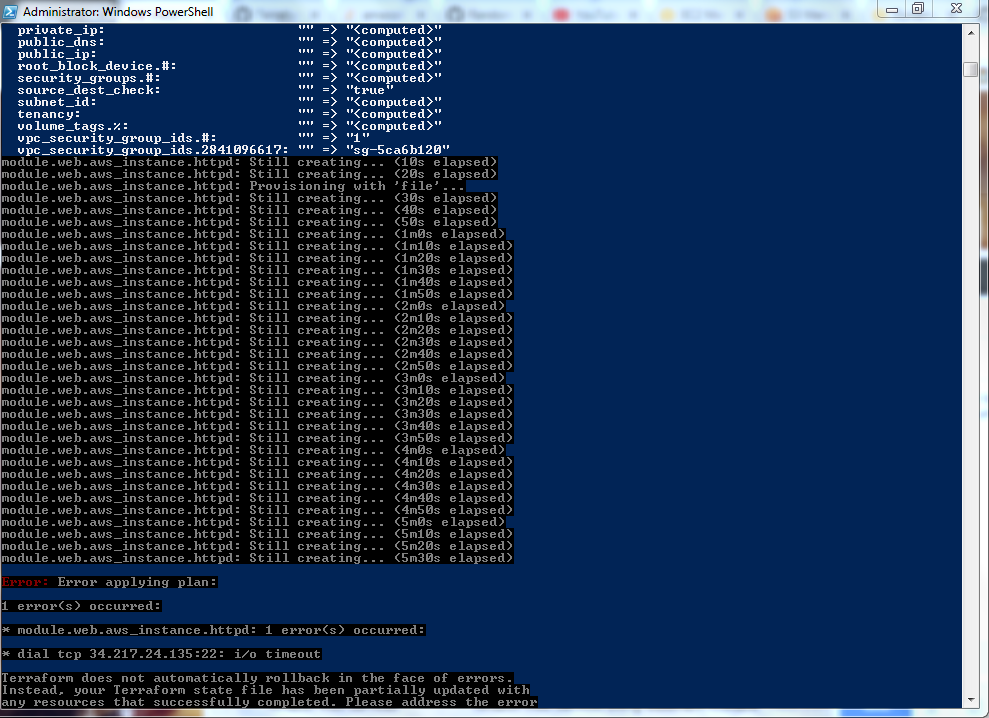 Administrator: Windows PowerShell
private_ip: "" => "<computed>"
public_dns: "" => "<computed>"
public_ip: "" => "<computed>"
root_block_device.#: "" => "<computed>"
security_groups.#: "" => "<computed>"
source_dest_check: "" => "true"
subnet_id: "" => "<computed>"
tenancy: "" => "<computed>"
volume_tags.%: "" => "<computed>"
vpc_security_group_ids.#: "" => "1"
vpc_security_group_ids.2841096617: "" => "sg-5ca6b120"
module.web.aws_instance.httpd: Still creating... (10s elapsed)
module.web.aws_instance.httpd: Still creating... (20s elapsed)
module.web.aws_instance.httpd: Provisioning with 'file'...
module.web.aws_instance.httpd: Still creating... (30s elapsed)
module.web.aws_instance.httpd: Still creating... (40s elapsed)
module.web.aws_instance.httpd: Still creating... (50s elapsed)
module.web.aws_instance.httpd: Still creating... (1m0s elapsed)
module.web.aws_instance.httpd: Still creating... (1m10s elapsed)
module.web.aws_instance.httpd: Still creating... (1m20s elapsed)
module.web.aws_instance.httpd: Still creating... (1m30s elapsed)
module.web.aws_instance.httpd: Still creating... (1m40s elapsed)
module.web.aws_instance.httpd: Still creating... (1m50s elapsed)
module.web.aws_instance.httpd: Still creating... (2m0s elapsed)
module.web.aws_instance.httpd: Still creating... (2m10s elapsed)
module.web.aws_instance.httpd: Still creating... (2m20s elapsed)
module.web.aws_instance.httpd: Still creating... (2m30s elapsed)
module.web.aws_instance.httpd: Still creating... (2m40s elapsed)
module.web.aws_instance.httpd: Still creating... (2m50s elapsed)
module.web.aws_instance.httpd: Still creating... (3m0s elapsed)
module.web.aws_instance.httpd: Still creating... (3m10s elapsed)
module.web.aws_instance.httpd: Still creating... (3m20s elapsed)
module.web.aws_instance.httpd: Still creating... (3m30s elapsed)
module.web.aws_instance.httpd: Still creating... (3m40s elapsed)
module.web.aws_instance.httpd: Still creating... (3m50s elapsed)
module.web.aws_instance.httpd: Still creating... (4m0s elapsed)
module.web.aws_instance.httpd: Still creating... (4m10s elapsed)
module.web.aws_instance.httpd: Still creating... (4m20s elapsed)
module.web.aws_instance.httpd: Still creating... (4m30s elapsed)
module.web.aws_instance.httpd: Still creating... (4m40s elapsed)
module.web.aws_instance.httpd: Still creating... (4m50s elapsed)
module.web.aws_instance.httpd: Still creating... (5m0s elapsed)
module.web.aws_instance.httpd: Still creating... (5m10s elapsed)
module.web.aws_instance.httpd: Still creating... (5m20s elapsed)
module.web.aws_instance.httpd: Still creating... (5m30s elapsed)
Error: Error applying plan:
1 error(s) occurred:
* module.web.aws_instance.httpd: 1 error(s) occurred:
* dial tcp 34.217.24.135:22: i/o timeout
Terraform does not automatically rollback in the face of errors.
Instead, your Terraform state file has been partially updated with
any resources that successfully completed. Please address the error